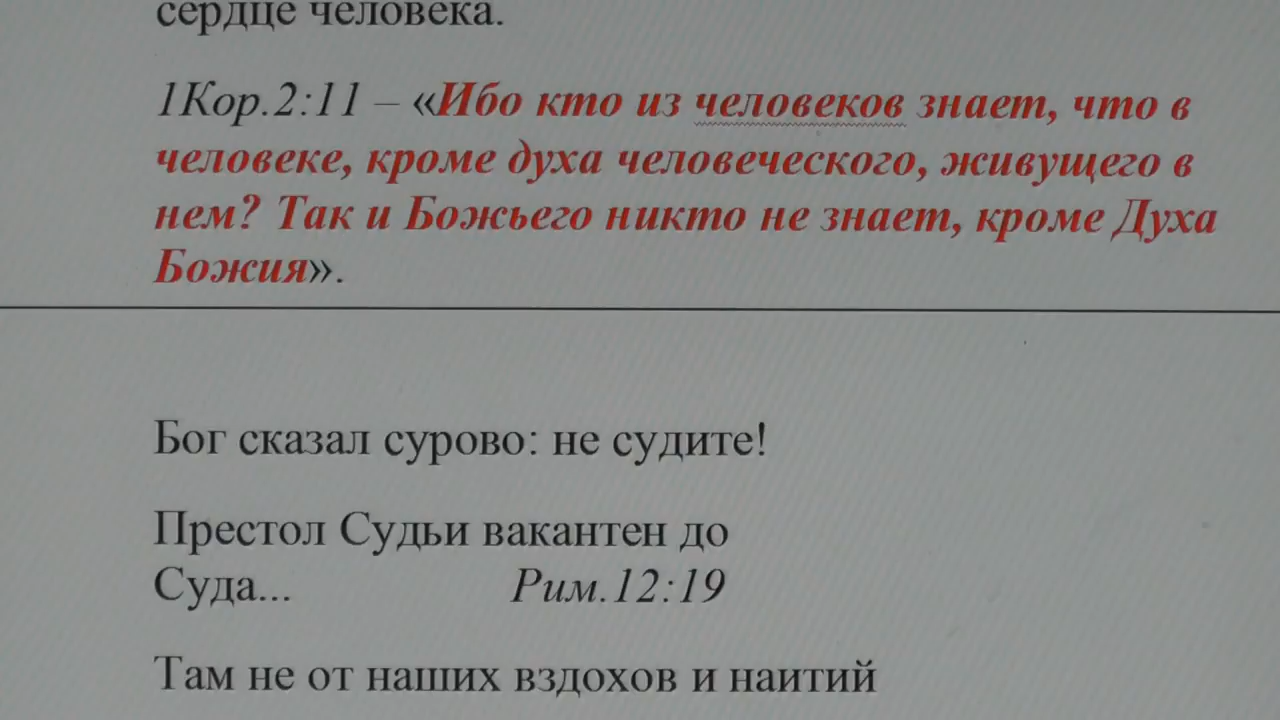 сердце человека.
1Кор.2:11 – «Ибо кто из человеков знает, что в
человеке, кроме духа человеческого, живущего в
нем? Так и Божьего никто не знает, кроме Духа
Божия».
Бог сказал сурово: не судите!
Престол Судьи вакантен до
Суда... Рим.12:19
Там не от наших вздохов и наитий